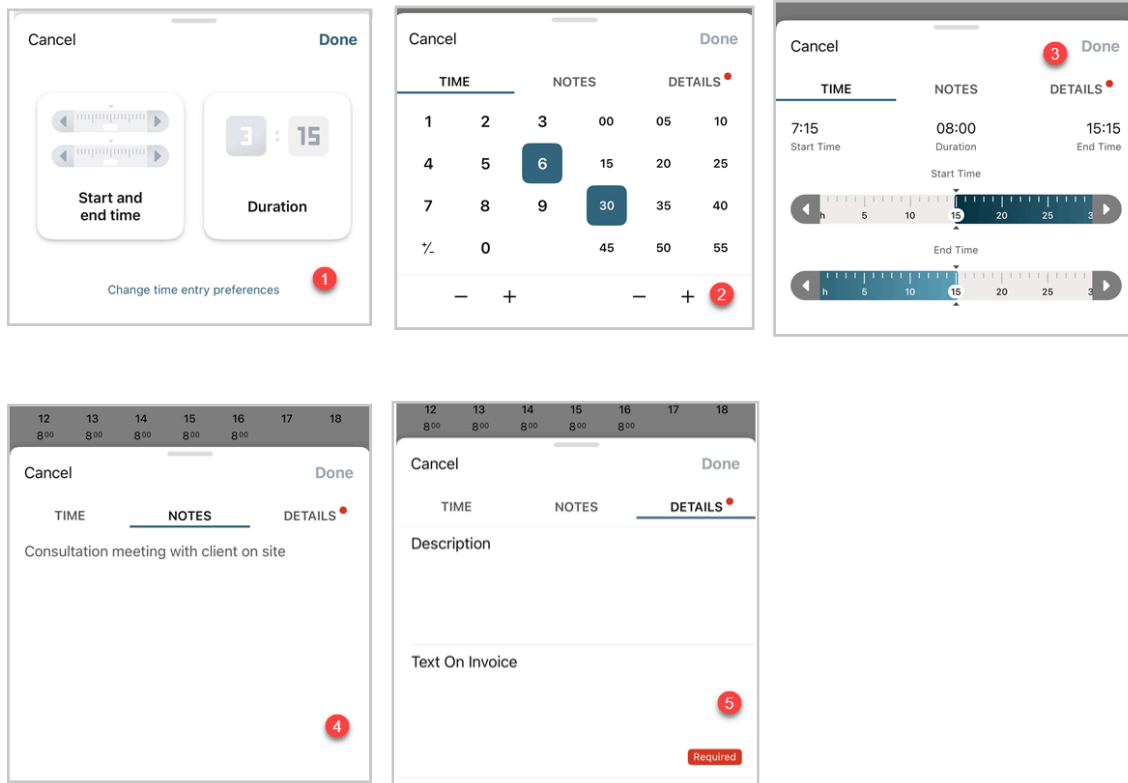 Cancel Done
3 : 15
Start and
end time
Duration
Change time entry preferences
1
Cancel Done
TIME NOTES DETAILS
1 2 3 00 05 10
4 5 6 15 20 25
7 8 9 30 35 40
+/- 0 45 50 55
− + − +
2
3
Cancel Done
TIME NOTES DETAILS
7:15 08:00 15:15
Start Time Duration End Time
Start Time
h 5 10 15 20 25 3
End Time
h 5 10 15 20 25 3
12 13 14 15 16 17 18
8⁰⁰ 8⁰⁰ 8⁰⁰ 8⁰⁰ 8⁰⁰
Cancel Done
TIME NOTES DETAILS
Consultation meeting with client on site
4
12 13 14 15 16 17 18
8⁰⁰ 8⁰⁰ 8⁰⁰ 8⁰⁰ 8⁰⁰
Cancel Done
TIME NOTES DETAILS
Description
Text On Invoice
5
Required